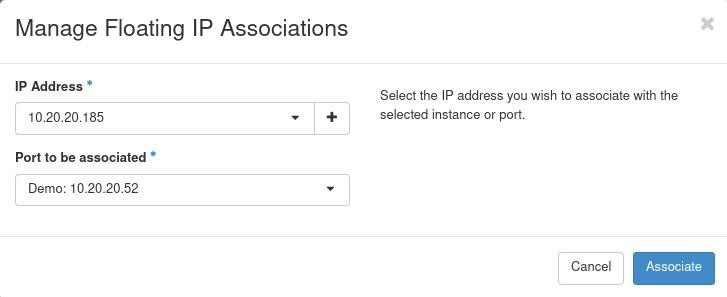 Manage Floating IP Associations
IP Address *
10.20.20.185
Select the IP address you wish to associate with the
selected instance or port.
Port to be associated *
Demo: 10.20.20.52
Cancel
Associate